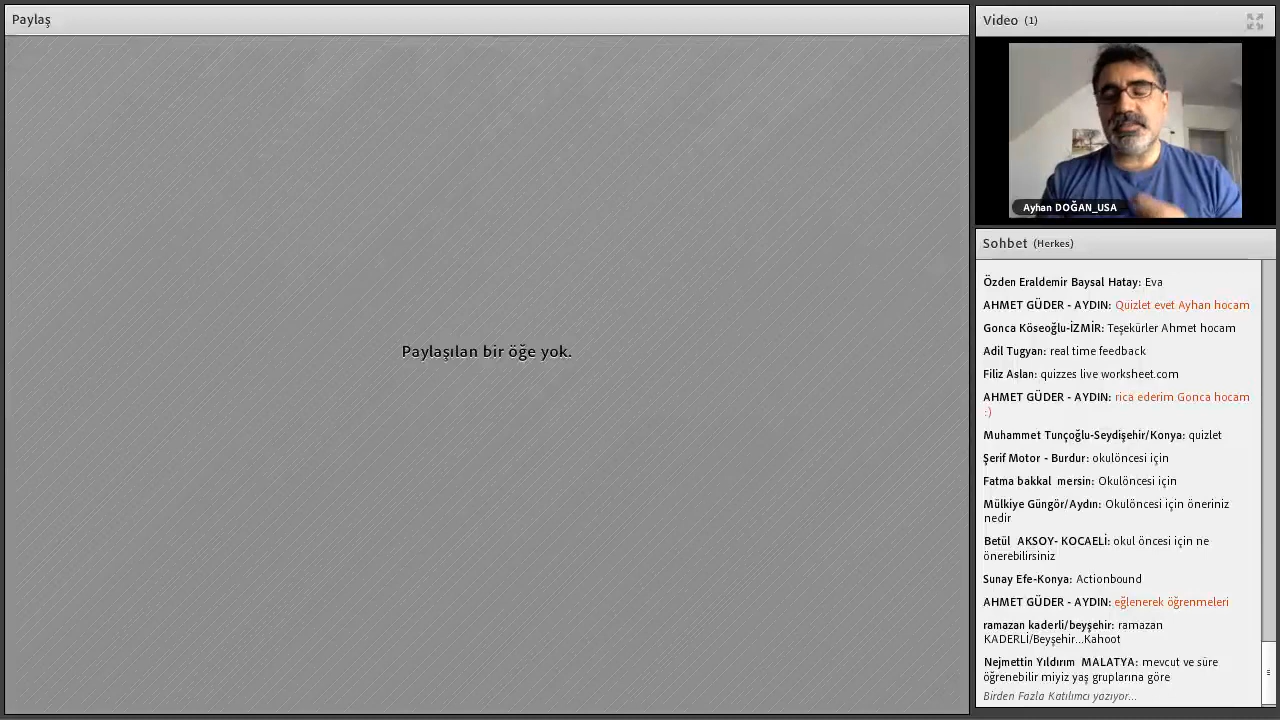 Paylaş
Paylaşılan bir öğe yok.
Video (1)
Ayhan DOĞAN_USA
Sohbet (Herkes)
Özden Eraldemir Baysal Hatay: Eva
AHMET GÜDER - AYDIN: Quizlet evet Ayhan hocam
Gonca Köseoğlu-İZMİR: Teşekürler Ahmet hocam
Adil Tugyan: real time feedback
Filiz Aslan: quizzes live worksheet.com
AHMET GÜDER - AYDIN: rica ederim Gonca hocam
:)
Muhammet Tunçoğlu-Seydişehir/Konya: quizlet
Şerif Motor - Burdur: okulöncesi için
Fatma bakkal mersin: Okulöncesi için
Mülkiye Güngör/Aydın: Okulöncesi için öneriniz
nedir
Betül AKSOY- KOCAELİ: okul öncesi için ne
önerebilirsiniz
Sunay Efe-Konya: Actionbound
AHMET GÜDER - AYDIN: eğlenerek öğrenmeleri
ramazan kaderli/beyşehir: ramazan
KADERLİ/Beyşehir...Kahoot
Nejmettin Yıldırım MALATYA: mevcut ve süre
öğrenebilir miyiz yaş gruplarına göre
Birden Fazla Katılımcı yazıyor...